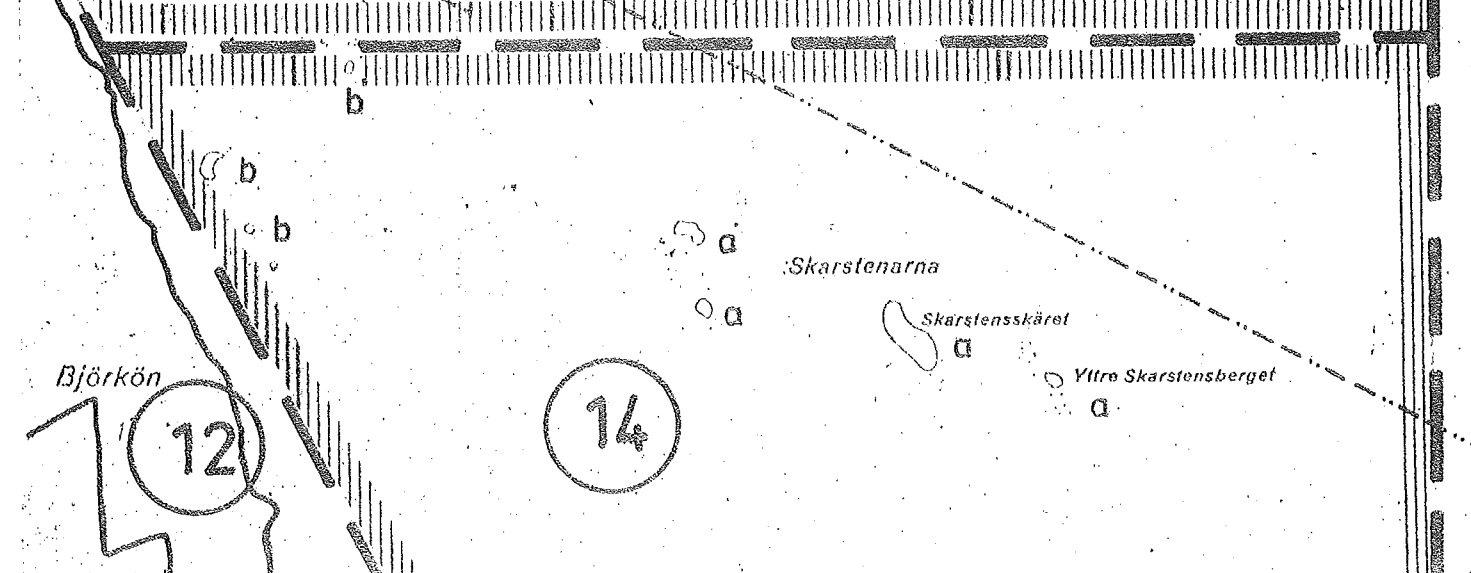 b
b
b
a
Skarstenarna
a
Skarstensskäret
a
Yttre Skarstensberget
a
Björkön
12
14